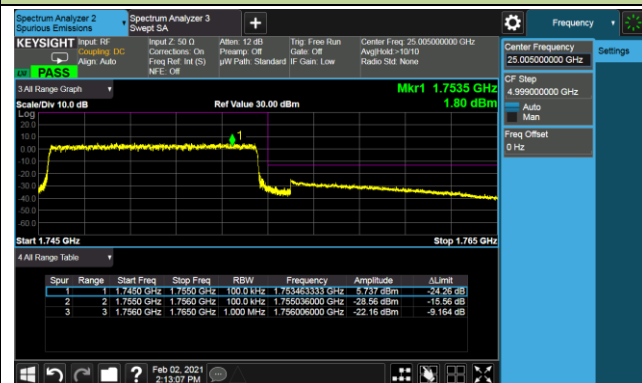 Spectrum Analyzer 2
Spurious Emissions
Spectrum Analyzer 3
Swept SA
Frequency
KEYSIGHT
Input: RF
Coupling: DC
Align: Auto
Input Z: 50 Ω
Corrections: On
Freq Ref: Int (S)
NFE: Off
Atten: 12 dB
Preamp: Off
µW Path: Standard
Trig: Free Run
Gate: Off
IF Gain: Low
Center Freq: 25.005000000 GHz
Avg|Hold:>10/10
Radio Std: None
PASS
Center Frequency
25.005000000 GHz
Settings
CF Step
4.999000000 GHz
Auto
Man
Freq Offset
0 Hz
3 All Range Graph
Mkr1 1.7535 GHz
Scale/Div 10.0 dB
Ref Value 30.00 dBm
1.80 dBm
Log
20.0
10.0
0.00
-10.0
-20.0
-30.0
-40.0
-50.0
-60.0
1
Start 1.745 GHz
Stop 1.765 GHz
4 All Range Table
Spur Range Start Freq Stop Freq RBW Frequency Amplitude ΔLimit
1 1 1.7450 GHz 1.7550 GHz 100.0 kHz 1.753463333 GHz 5.737 dBm -24.26 dB
2 2 1.7550 GHz 1.7560 GHz 100.0 kHz 1.755036000 GHz -28.56 dBm -15.56 dB
3 3 1.7560 GHz 1.7650 GHz 1.000 MHz 1.756006000 GHz -22.16 dBm -9.164 dB
?
Feb 02, 2021
2:13:07 PM